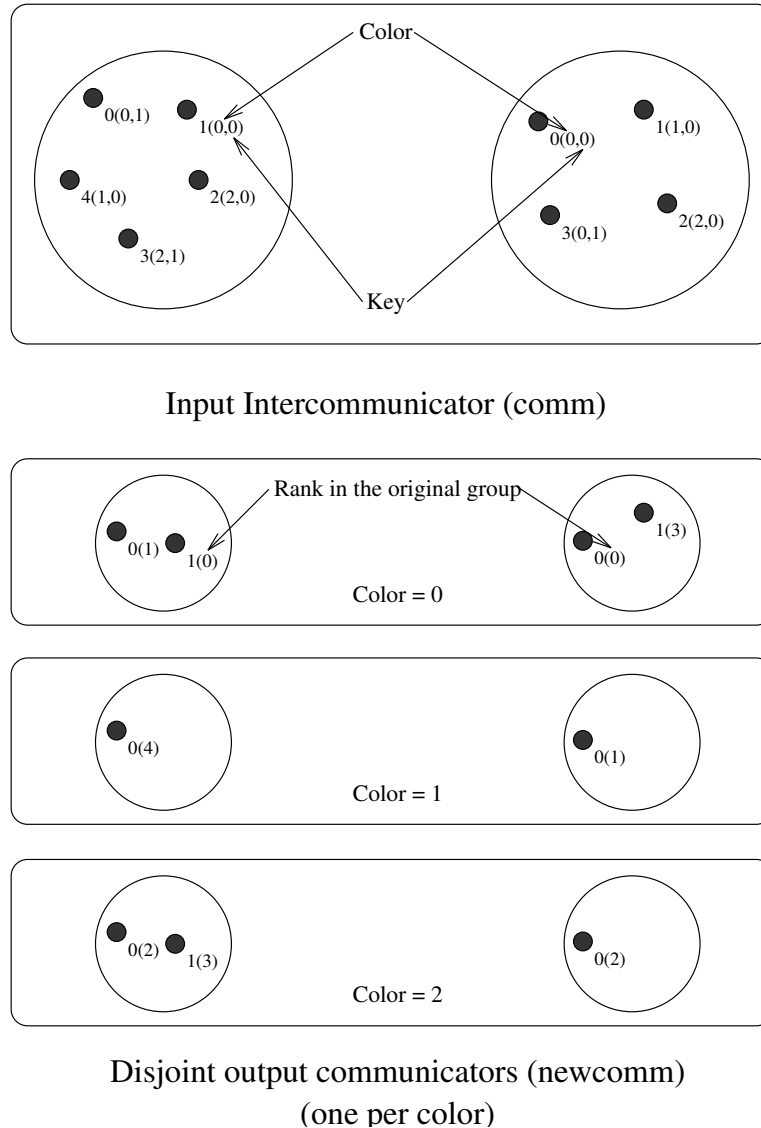 Color
0(0,1)
1(0,0)
0(0,0)
1(1,0)
4(1,0)
2(2,0)
3(0,1)
2(2,0)
3(2,1)
Key
Input Intercommunicator (comm)
Rank in the original group
0(1)
1(0)
0(0)
1(3)
Color = 0
0(4)
0(1)
Color = 1
0(2)
1(3)
0(2)
Color = 2
Disjoint output communicators (newcomm)
(one per color)